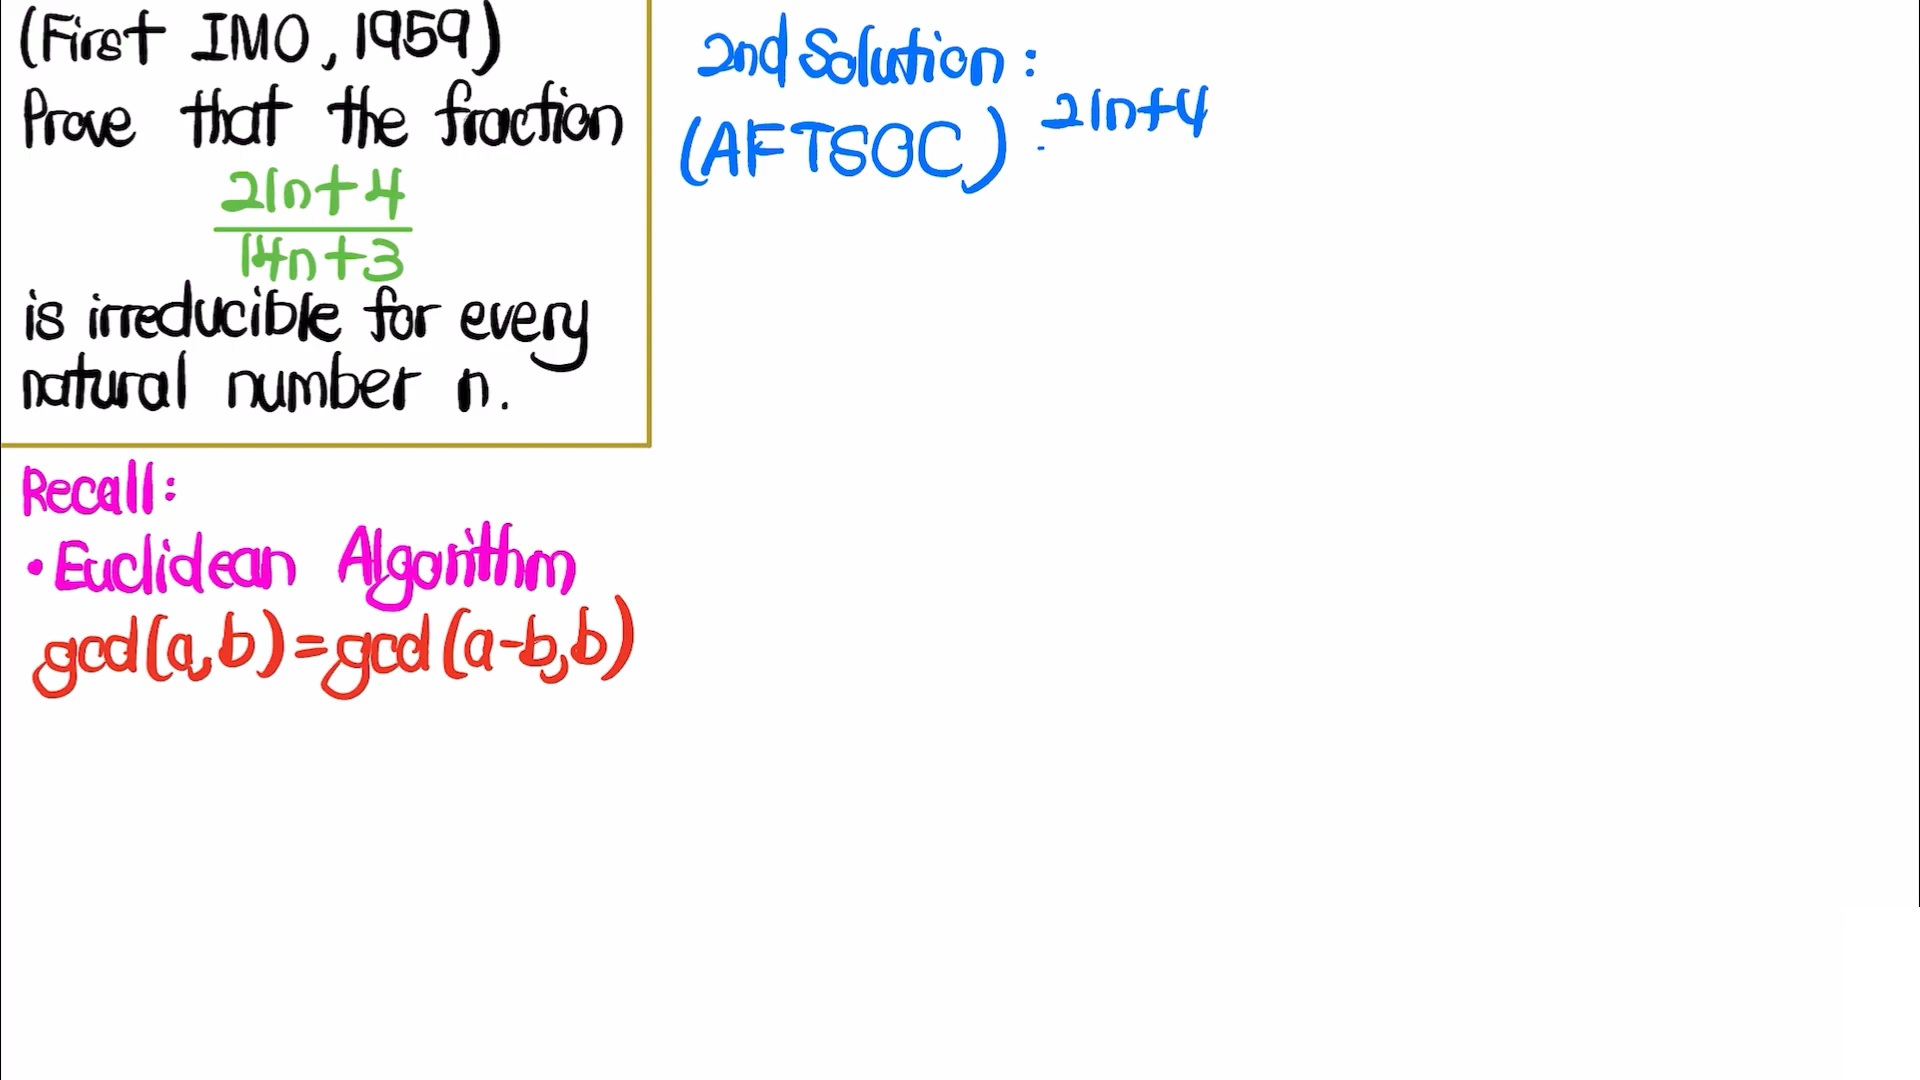 (First IMO, 1959)
Prove that the fraction
21n+4
14n+3
is irreducible for every
natural number n.
Recall:
• Euclidean Algorithm
gcd(a,b)=gcd(a-b,b)
2nd Solution:
(AFTSOC) 21n+4